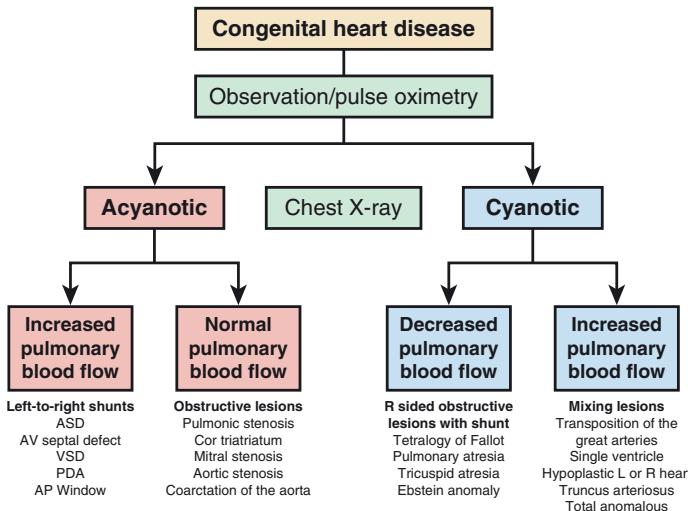 Congenital heart disease
Observation/pulse oximetry
Acyanotic
Chest X-ray
Cyanotic
Increased
pulmonary
blood flow
Normal
pulmonary
blood flow
Decreased
pulmonary
blood flow
Increased
pulmonary
blood flow
Left-to-right shunts
ASD
AV septal defect
VSD
PDA
AP Window
Obstructive lesions
Pulmonic stenosis
Cor triatriatum
Mitral stenosis
Aortic stenosis
Coarctation of the aorta
R sided obstructive
lesions with shunt
Tetralogy of Fallot
Pulmonary atresia
Tricuspid atresia
Ebstein anomaly
Mixing lesions
Transposition of the
great arteries
Single ventricle
Hypoplastic L or R hear
Truncus arteriosus
Total anomalous